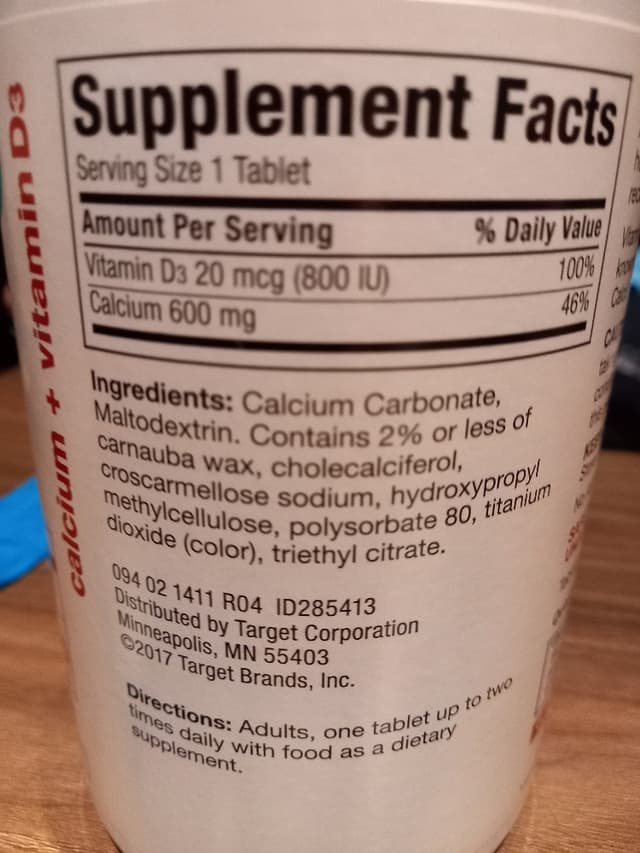 calcium + vitamin D3
Supplement Facts
Serving Size 1 Tablet
Amount Per Serving % Daily Value
Vitamin D3 20 mcg (800 IU) 100%
Calcium 600 mg 46%
Ingredients: Calcium Carbonate,
Maltodextrin. Contains 2% or less of
carnauba wax, cholecalciferol,
croscarmellose sodium, hydroxypropyl
methylcellulose, polysorbate 80, titanium
dioxide (color), triethyl citrate.
094 02 1411 R04 ID285413
Distributed by Target Corporation
Minneapolis, MN 55403
©2017 Target Brands, Inc.
Directions: Adults, one tablet up to two
times daily with food as a dietary
supplement.